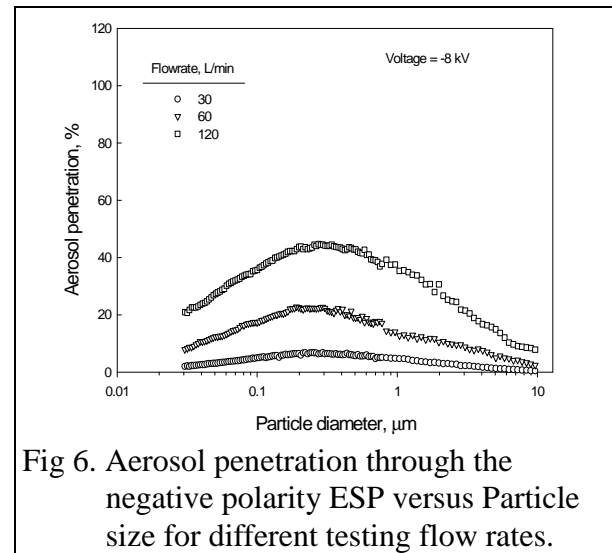 120
100
80
60
40
20
0
Aerosol penetration, %
Flowrate, L/min
30
60
120
Voltage = -8 kV
0.01 0.1 1 10
Particle diameter, μm
Fig 6. Aerosol penetration through the
negative polarity ESP versus Particle
size for different testing flow rates.